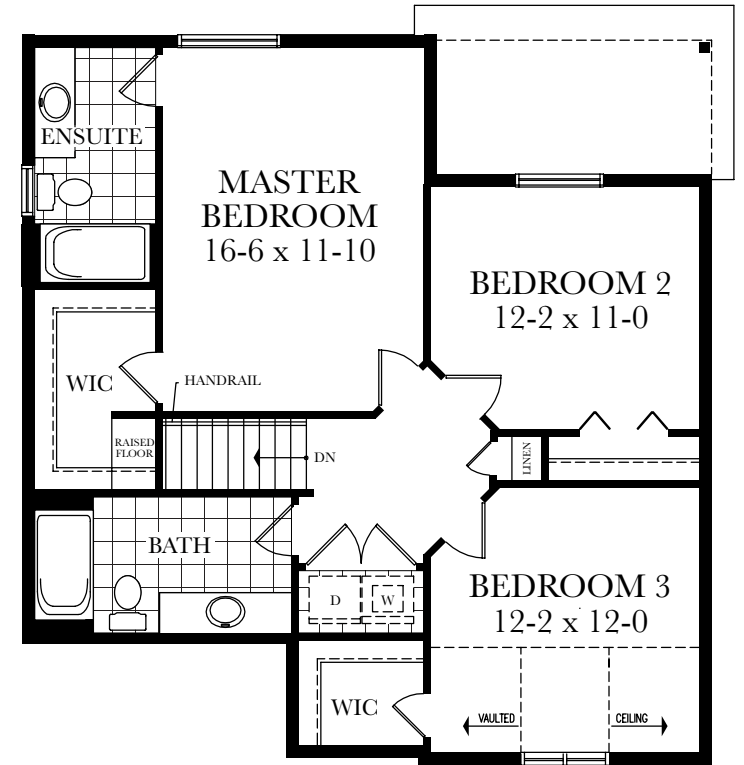 ENSUITE
MASTER
BEDROOM
16-6 x 11-10
BEDROOM 2
12-2 x 11-0
WIC
HANDRAIL
RAISED
FLOOR
DN
LINEN
BATH
D
W
BEDROOM 3
12-2 x 12-0
WIC
VAULTED
CEILING